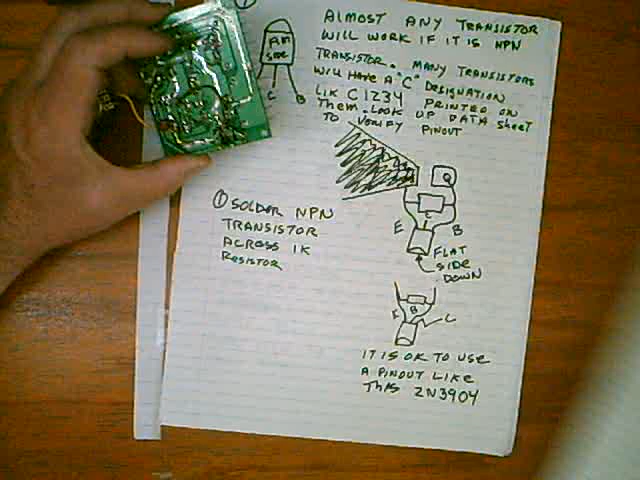 ALMOST ANY TRANSISTOR
WILL WORK IF IT IS NPN
TRANSISTOR. MANY TRANSISTORS
WILL HAVE A "C" DESIGNATION
LIK C1234 PRINTED ON
THEM. LOOK UP DATA SHEET
TO VERIFY PINOUT
SIDE
C
B
① SOLDER NPN
TRANSISTOR
ACROSS 1K
RESISTOR
E
C
B
FLAT
SIDE
DOWN
E
B
C
IT IS OK TO USE
A PINOUT LIKE
THIS 2N3904